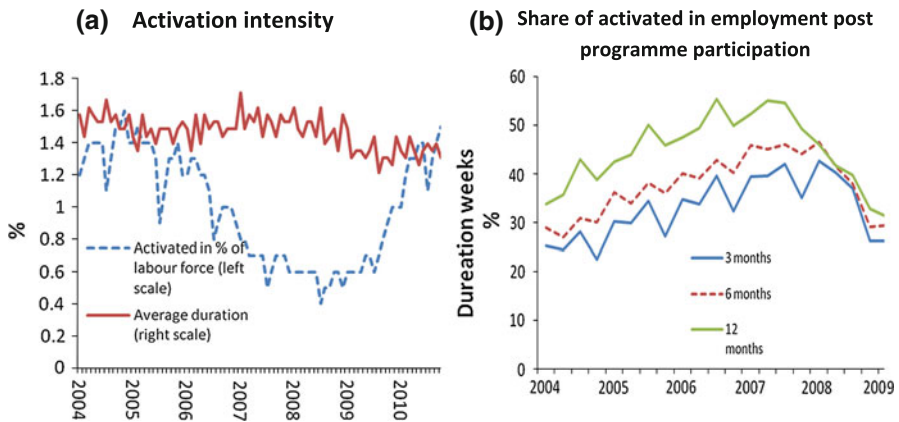 (a) Activation intensity
%
1.8
1.6
1.4
1.2
1
0.8
0.6
0.4
0.2
0
Activated in % of
labour force (left
scale)
Average duration
(right scale)
2004
2005
2006
2007
2008
2009
2010
(b) Share of activated in employment post
programme participation
Dureation weeks
%
60
50
40
30
20
10
0
3 months
6 months
12
months
2004
2005
2006
2007
2008
2009